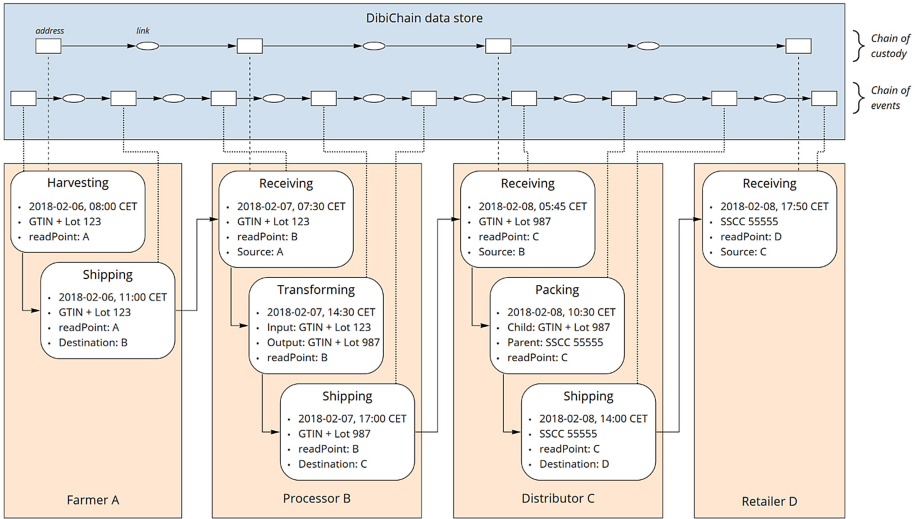 DibiChain data store
address
link
Chain of
custody
Chain of
events
Harvesting
• 2018-02-06, 08:00 CET
• GTIN + Lot 123
• readPoint: A
Shipping
• 2018-02-06, 11:00 CET
• GTIN + Lot 123
• readPoint: A
• Destination: B
Farmer A
Receiving
• 2018-02-07, 07:30 CET
• GTIN + Lot 123
• readPoint: B
• Source: A
Transforming
• 2018-02-07, 14:30 CET
• Input: GTIN + Lot 123
• Output: GTIN + Lot 987
• readPoint: B
Shipping
• 2018-02-07, 17:00 CET
• GTIN + Lot 987
• readPoint: B
• Destination: C
Processor B
Receiving
• 2018-02-08, 05:45 CET
• GTIN + Lot 987
• readPoint: C
• Source: B
Packing
• 2018-02-08, 10:30 CET
• Child: GTIN + Lot 987
• Parent: SSCC 55555
• readPoint: C
Shipping
• 2018-02-08, 14:00 CET
• SSCC 55555
• readPoint: C
• Destination: D
Distributor C
Receiving
• 2018-02-08, 17:50 CET
• SSCC 55555
• readPoint: D
• Source: C
Retailer D